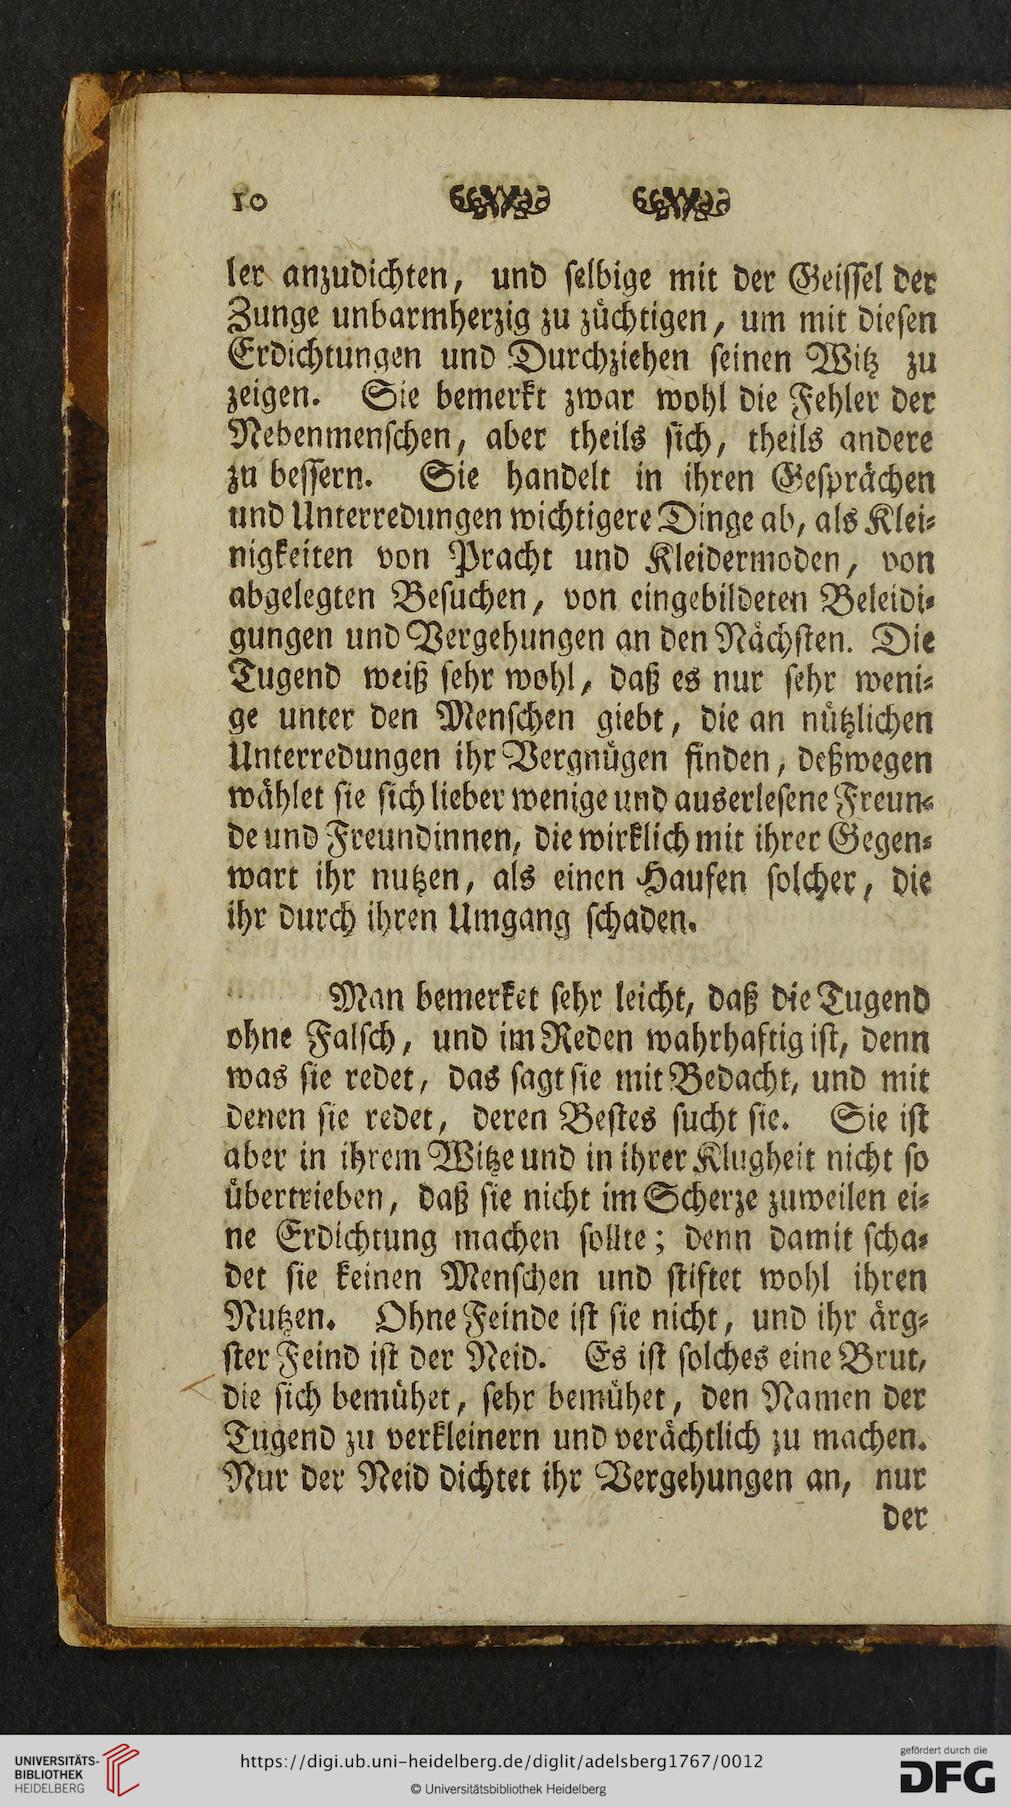 10
ler anzudichten, und selbige mit der Geissel der
Zunge unbarmherzig zu züchtigen, um mit diesen
Erdichtungen und Durchziehen seinen Witz zu
zeigen. Sie bemerkt zwar wohl die Fehler der
Nebenmenschen, aber theils sich, theils andere
zu bessern. Sie handelt in ihren Gesprächen
und Unterredungen wichtigere Dinge ab, als Klei-
nigkeiten von Pracht und Kleidermoden, von
abgelegten Besuchen, von eingebildeten Beleidi-
gungen und Vergehungen an den Nächsten. Die
Tugend weiß sehr wohl, daß es nur sehr weni-
ge unter den Menschen giebt, die an nützlichen
Unterredungen ihr Vergnügen finden, deßwegen
wählet sie sich lieber wenige und auserlesene Freun-
de und Freundinnen, die wirklich mit ihrer Gegen-
wart ihr nutzen, als einen Haufen solcher, die
ihr durch ihren Umgang schaden.
Man bemerket sehr leicht, daß die Tugend
ohne Falsch, und im Reden wahrhaftig ist, denn
was sie redet, das sagt sie mit Bedacht, und mit
denen sie redet, deren Bestes sucht sie. Sie ist
aber in ihrem Witze und in ihrer Klugheit nicht so
übertrieben, daß sie nicht im Scherze zuweilen ei-
ne Erdichtung machen sollte; denn damit scha-
det sie keinen Menschen und stiftet wohl ihren
Nutzen. Ohne Feinde ist sie nicht, und ihr ärg-
ster Feind ist der Neid. Es ist solches eine Brut,
die sich bemühet, sehr bemühet, den Namen der
Tugend zu verkleinern und verächtlich zu machen.
Nur der Neid dichtet ihr Vergehungen an, nur
der
UNIVERSITÄTS-
BIBLIOTHEK
HEIDELBERG
https://digi.ub.uni-heidelberg.de/diglit/adelsberg1767/0012
© Universitätsbibliothek Heidelberg
gefördert durch die
DFG